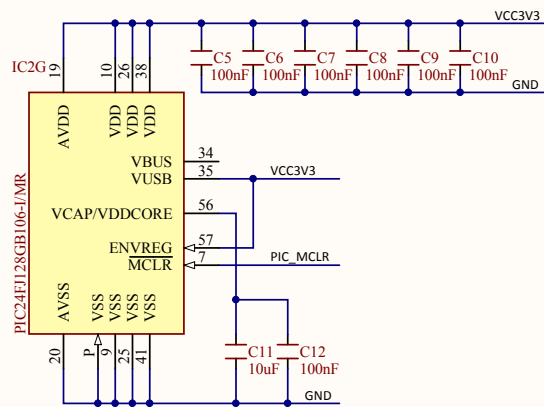 VCC3V3
IC2G
19
10
26
38
C5
100nF
C6
100nF
C7
100nF
C8
100nF
C9
100nF
C10
100nF
GND
AVDD
VDD
VDD
VDD
VBUS
34
VUSB
35
VCC3V3
VCAP/VDDCORE
56
ENVREG
57
MCLR
7
PIC_MCLR
PIC24FJ128GB106-I/MR
AVSS
VSS
VSS
VSS
VSS
20
P
9
25
41
C11
10uF
C12
100nF
GND